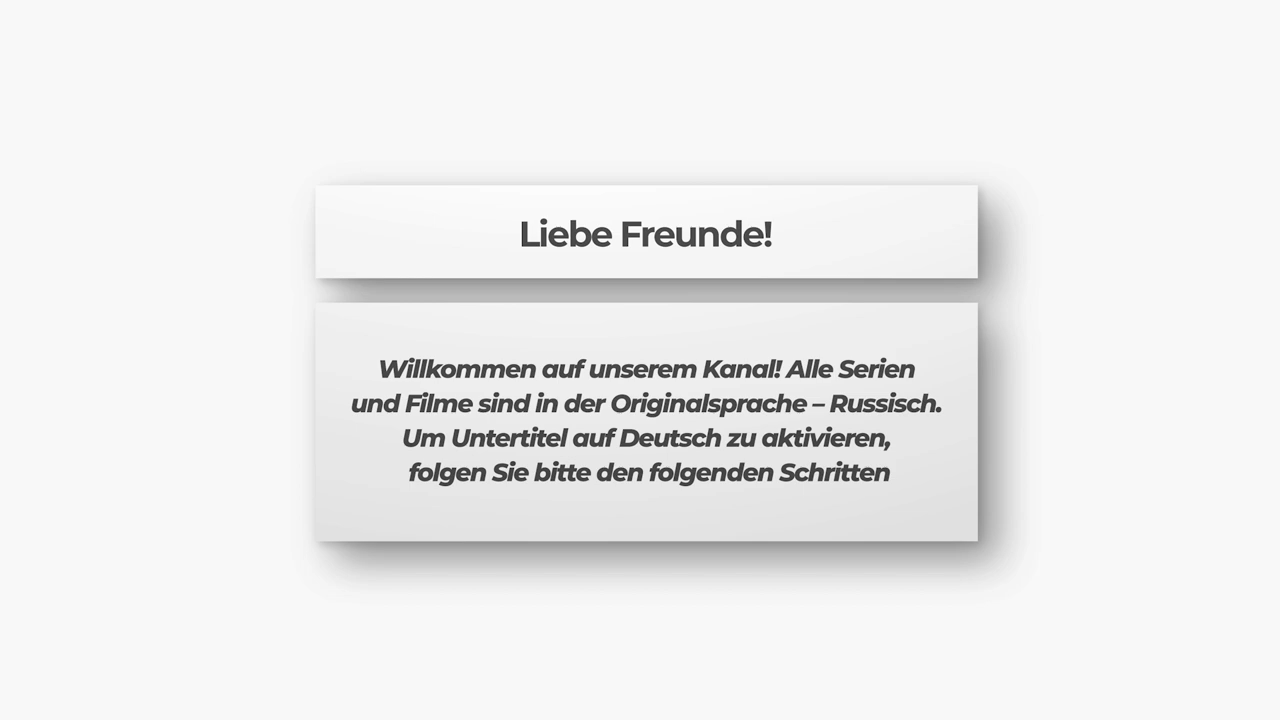 Liebe Freunde!
Willkommen auf unserem Kanal! Alle Serien
und Filme sind in der Originalsprache – Russisch.
Um Untertitel auf Deutsch zu aktivieren,
folgen Sie bitte den folgenden Schritten